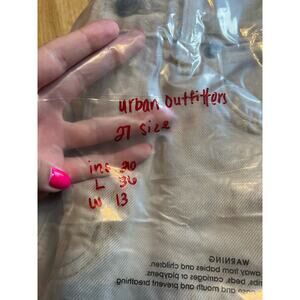 urban outfitters
27 size
ins 20
L 36
W 13
WARNING
away from babies and children.
beds, carriages or playpens.
nose and mouth and prevent breathing